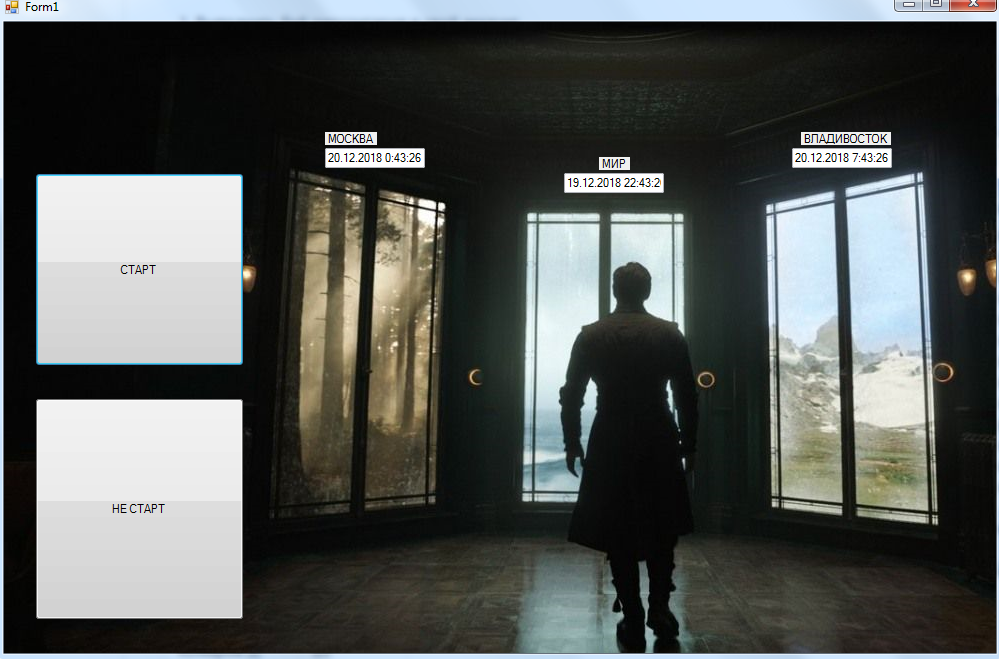 Form1
МОСКВА
20.12.2018 0:43:26
МИР
19.12.2018 22:43:2
ВЛАДИВОСТОК
20.12.2018 7:43:26
СТАРТ
НЕ СТАРТ